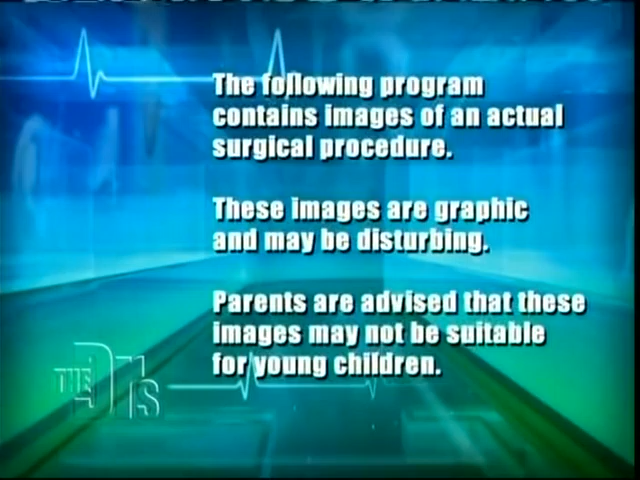 The following program
contains images of an actual
surgical procedure.
These images are graphic
and may be disturbing.
Parents are advised that these
images may not be suitable
for young children.
THE Drs